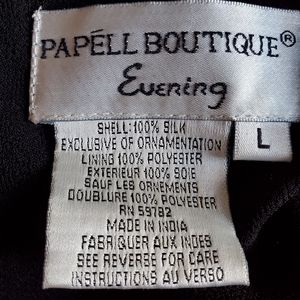 PAPÉLL BOUTIQUE®
Evening
L
SHELL: 100% SILK
EXCLUSIVE OF ORNAMENTATION
LINING 100% POLYESTER
EXTERIEUR 100% SOIE
SAUF LES ORNEMENTS
DOUBLURE 100% POLYESTER
RN 59782
MADE IN INDIA
FABRIQUER AUX INDES
SEE REVERSE FOR CARE
INSTRUCTIONS AU VERSO